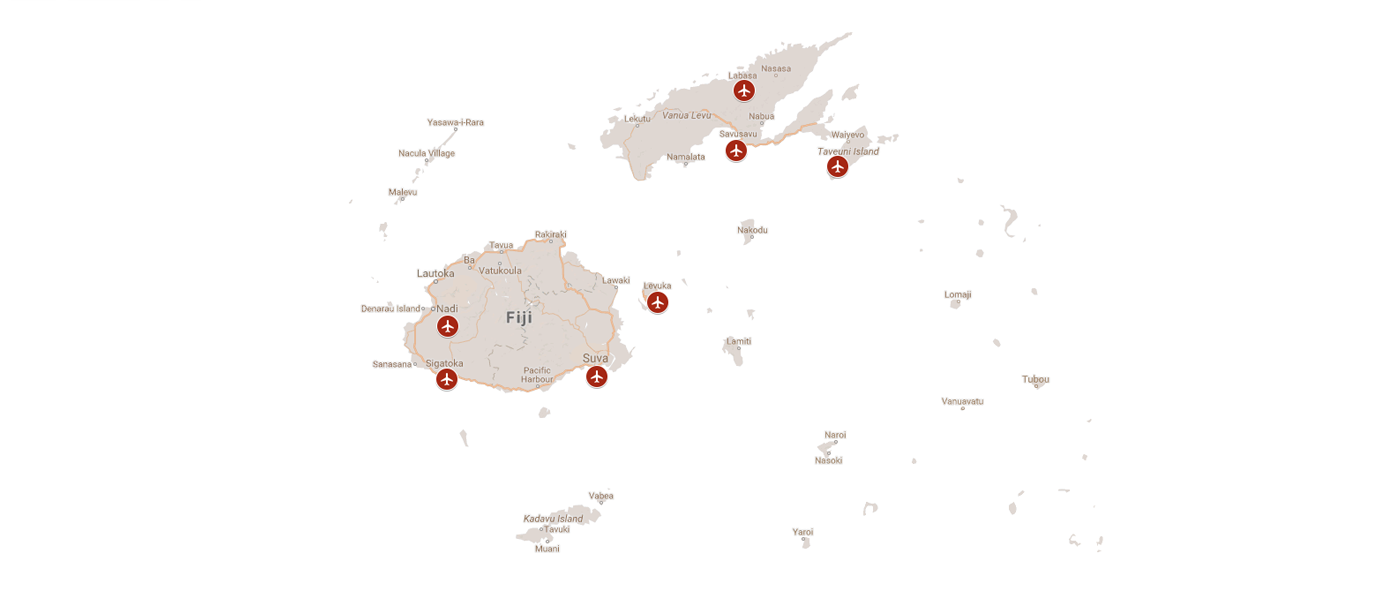 Nasasa
Labasa
Vanua Levu
Nabua
Lekutu
Yasawa-i-Rara
Savusavu
Waiyevo
Taveuni Island
Nacula Village
Namalata
Malevu
Nakodu
Rakiraki
Tavua
Ba
Vatukoula
Lautoka
Lawaki
Levuka
Lomaji
Denarau Island
Nadi
Fiji
Lamiti
Suva
Sanasana
Sigatoka
Pacific
Harbour
Tubou
Vanuavatu
Naroi
Nasoki
Vabea
Kadavu Island
Tavuki
Yaroi
Muani